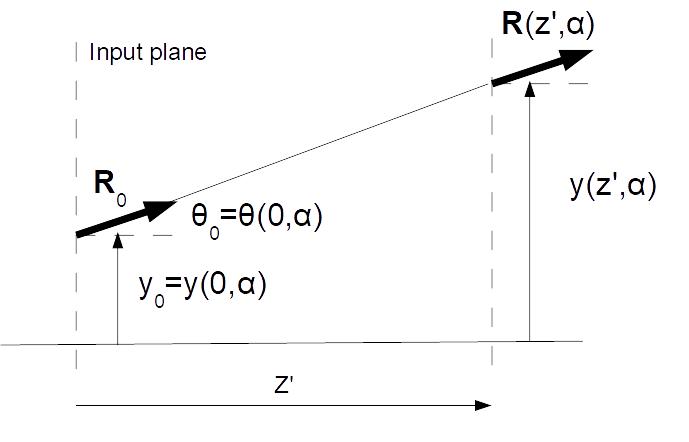 R(z',α)
Input plane
R0
θ0=θ(0,α)
y(z',α)
y0=y(0,α)
Z'